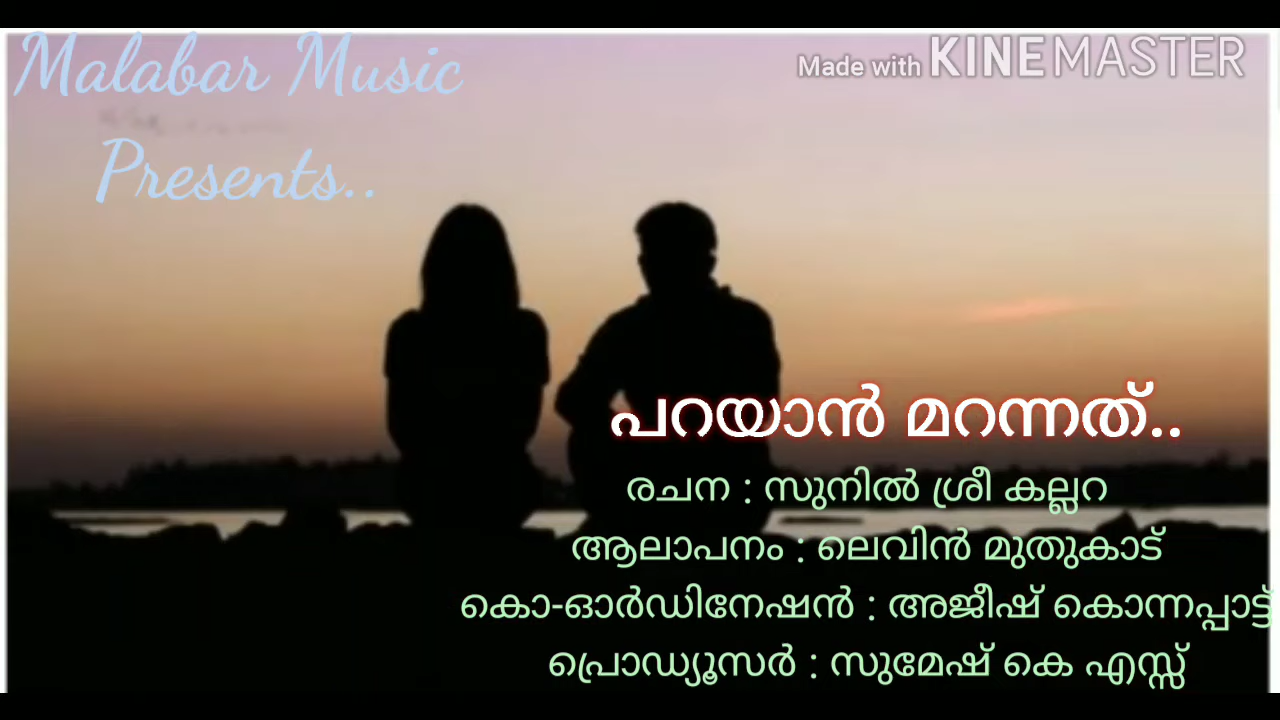 Malabar Music
Made with KINEMASTER
Presents..
പറയാൻ മറന്നത്..
രചന : സുനിൽ ശ്രീ കല്ലറ
ആലാപനം : ലെവിൻ മുതുകാട്
കൊ-ഓർഡിനേഷൻ : അജീഷ് കൊന്നപ്പാട്ട്
പ്രൊഡ്യൂസർ : സുമേഷ് കെ എസ്സ്